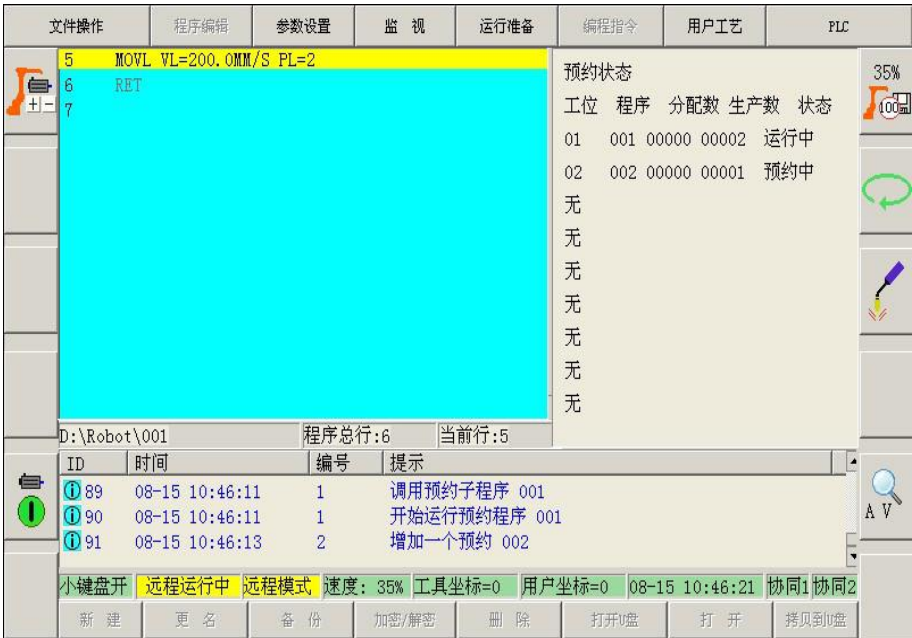 文件操作 程序编辑 参数设置 监 视 运行准备 编程指令 用户工艺 PLC
5 MOVL VL=200.0MM/S PL=2
6 RET
7
预约状态
工位 程序 分配数 生产数 状态
01 001 00000 00002 运行中
02 002 00000 00001 预约中
无
无
无
无
无
无
无
35%
100
D:\Robot\001 程序总行:6 当前行:5
ID 时间 编号 提示
89 08-15 10:46:11 1 调用预约子程序 001
90 08-15 10:46:11 1 开始运行预约程序 001
91 08-15 10:46:13 2 增加一个预约 002
A V
小键盘开 远程运行中 远程模式 速度: 35% 工具坐标=0 用户坐标=0 08-15 10:46:21 协同1 协同2
新 建 更 名 备 份 加密/解密 删 除 打开U盘 打 开 拷贝到U盘